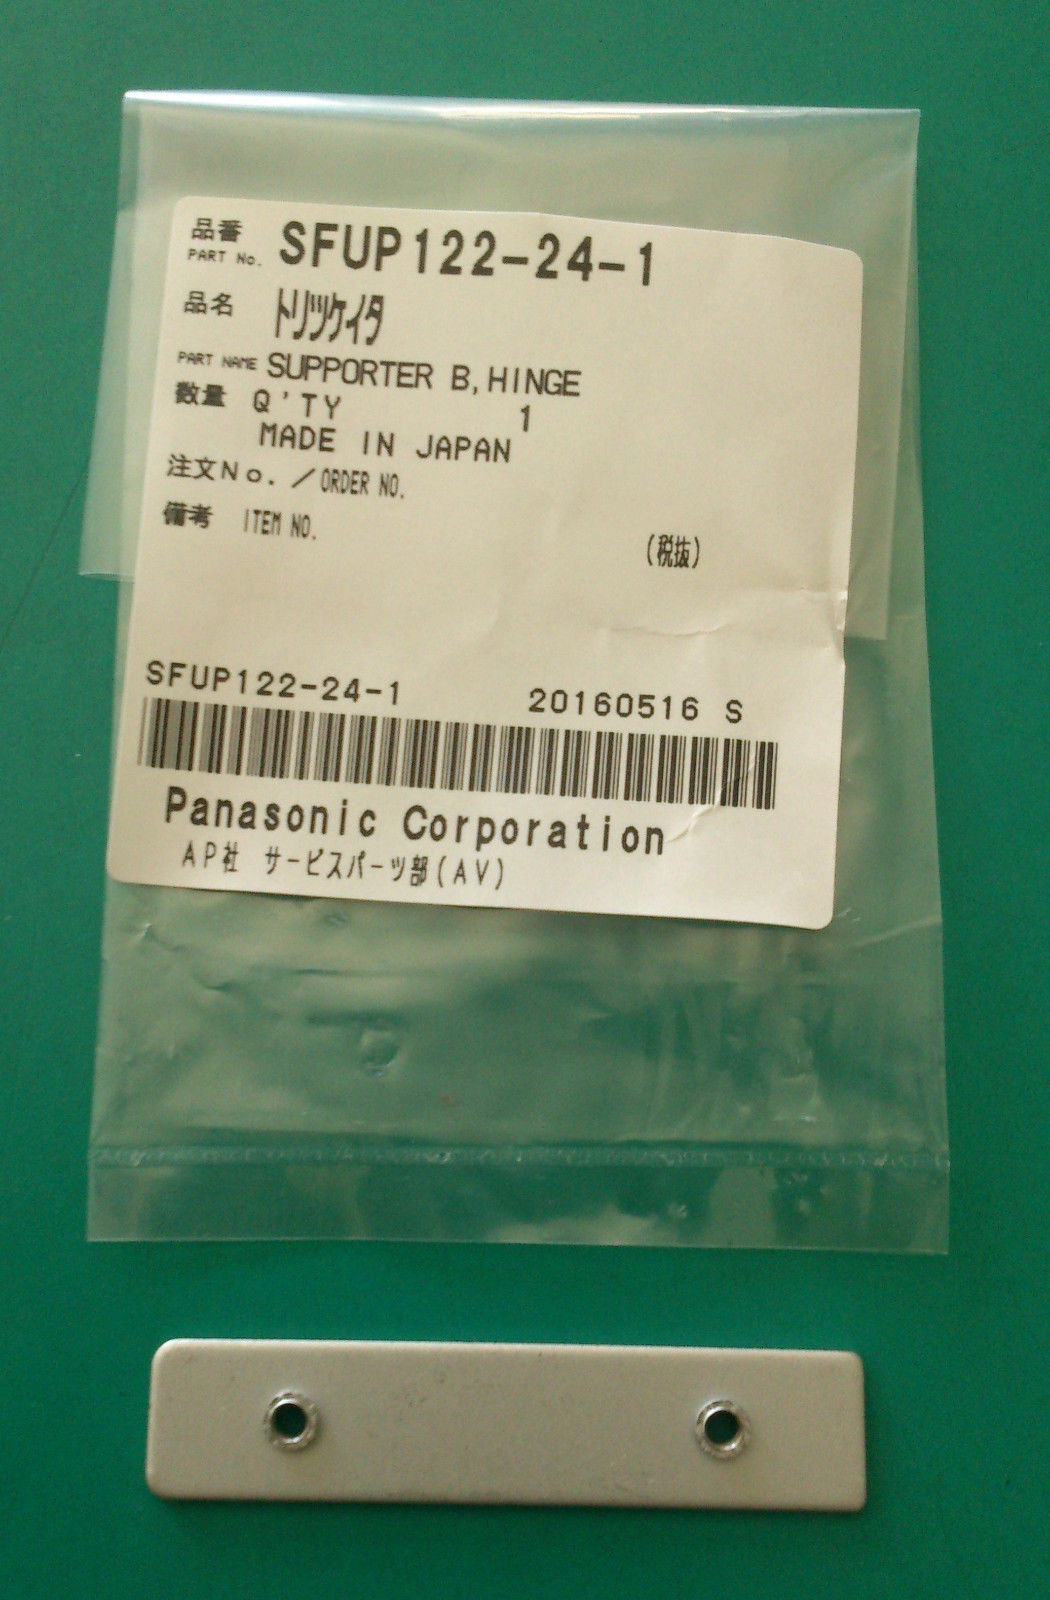 品番 SFUP122-24-1
PART No.
品名 トリツケイタ
PART NAME SUPPORTER B,HINGE
数量 Q'TY 1
MADE IN JAPAN
注文No.／ORDER NO.
備考 ITEM NO.
(税抜)
SFUP122-24-1 20160516 S
Panasonic Corporation
AP社 サービスパーツ部(AV)